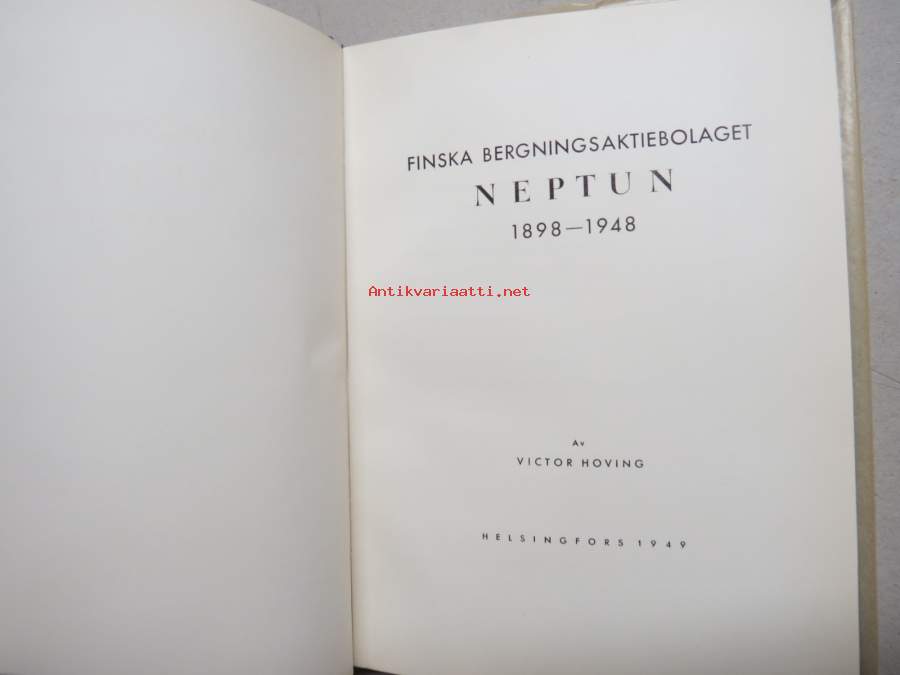 FINSKA BERGNINGSAKTIEBOLAGET
NEPTUN
1898—1948
Antikvariaatti.net
Av
VICTOR HOVING
HELSINGFORS 1949